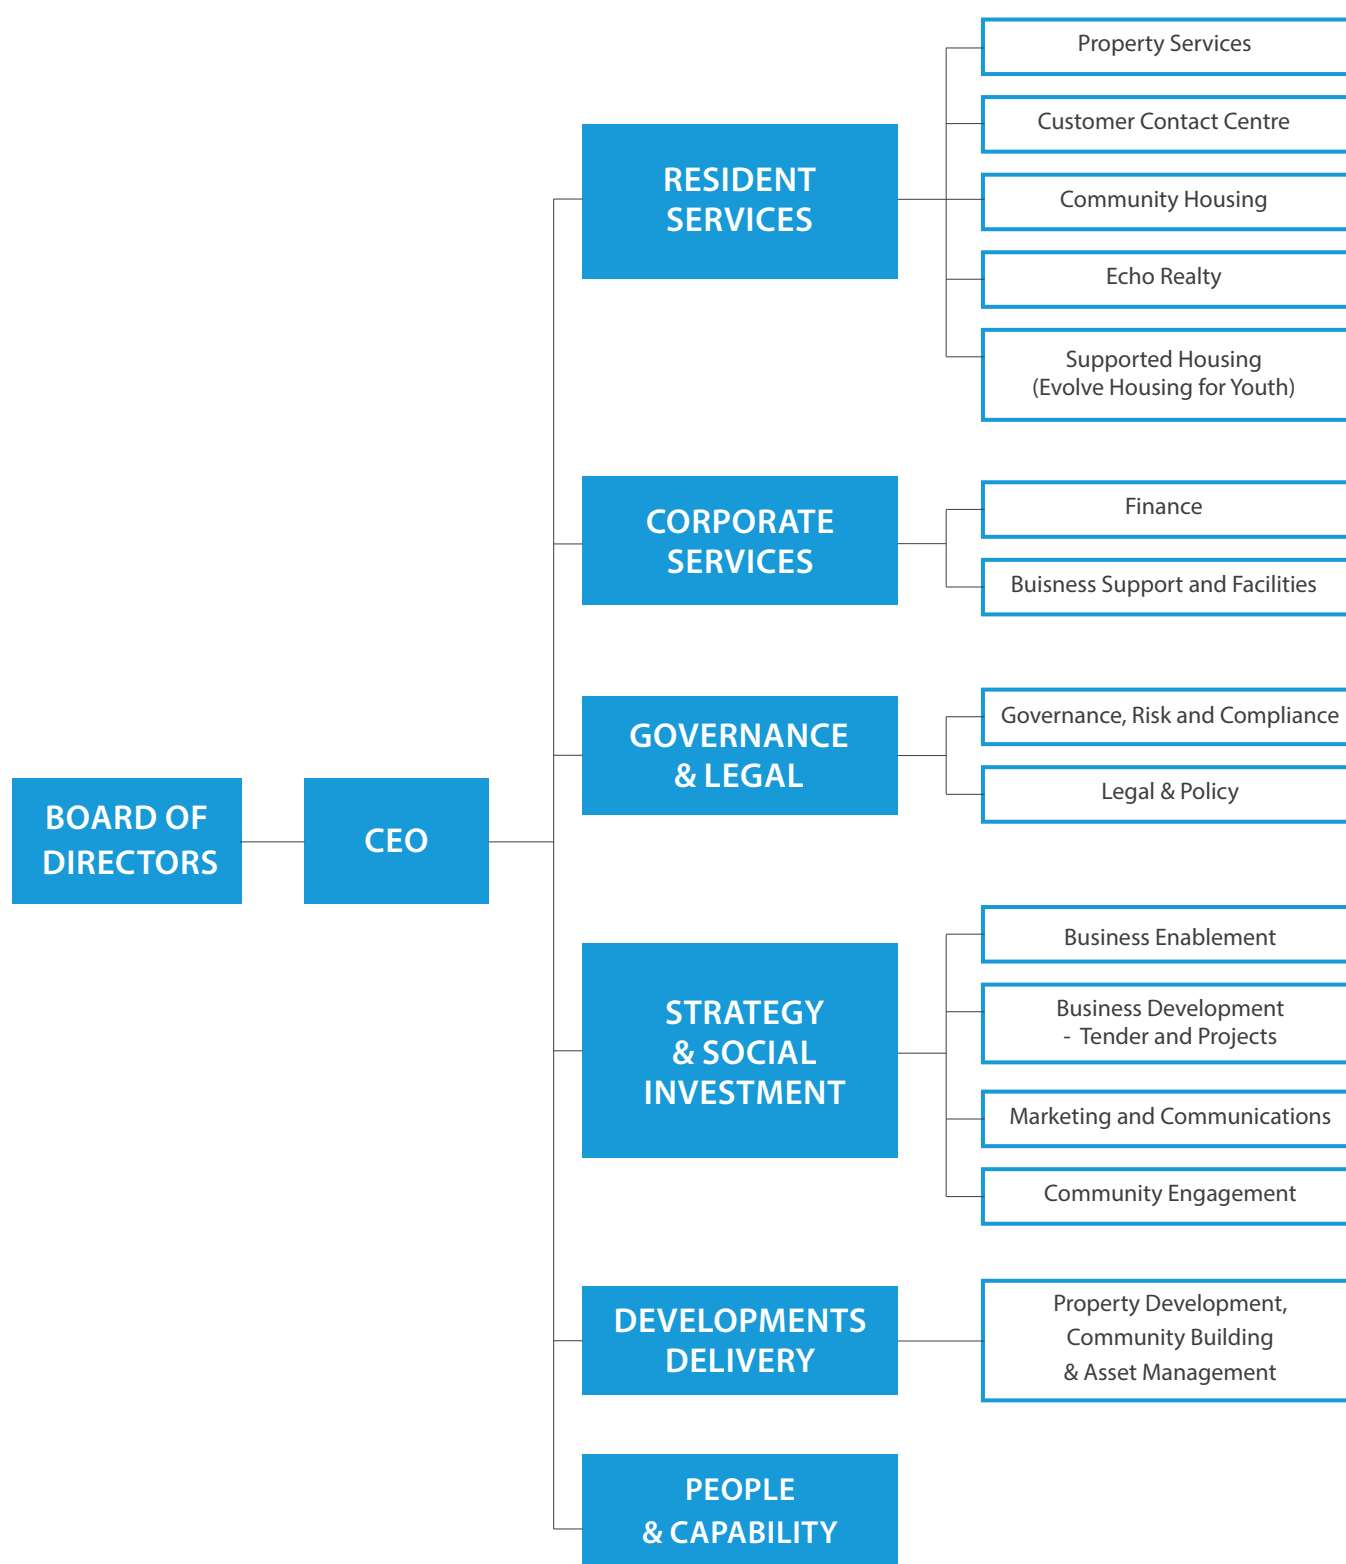 BOARD OF
DIRECTORS
CEO
RESIDENT
SERVICES
Property Services
Customer Contact Centre
Community Housing
Echo Realty
Supported Housing
(Evolve Housing for Youth)
CORPORATE
SERVICES
Finance
Buisness Support and Facilities
GOVERNANCE
& LEGAL
Governance, Risk and Compliance
Legal & Policy
STRATEGY
& SOCIAL
INVESTMENT
Business Enablement
Business Development
- Tender and Projects
Marketing and Communications
Community Engagement
DEVELOPMENTS
DELIVERY
Property Development,
Community Building
& Asset Management
PEOPLE
& CAPABILITY